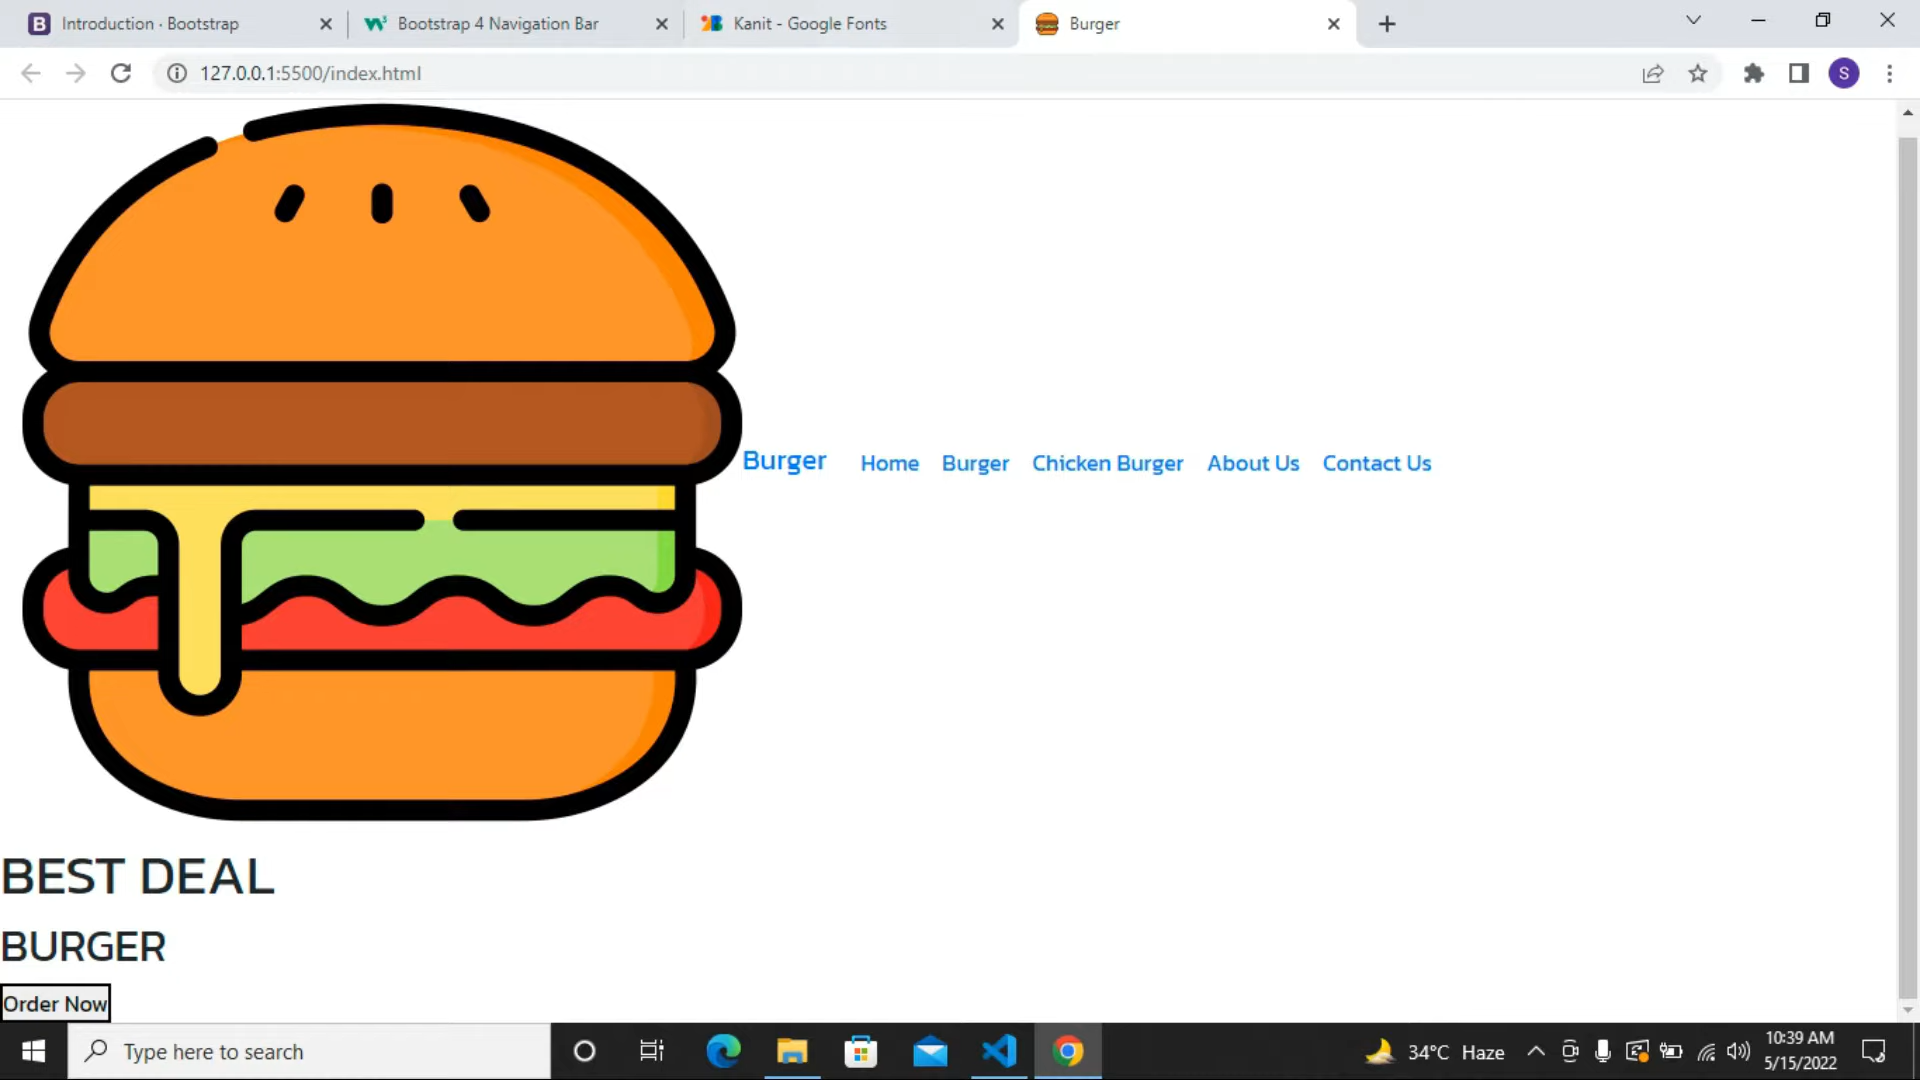 Introduction · Bootstrap
Bootstrap 4 Navigation Bar
Kanit - Google Fonts
Burger
127.0.0.1:5500/index.html
S
Burger Home Burger Chicken Burger About Us Contact Us
BEST DEAL
BURGER
Order Now
Type here to search
34°C Haze
10:39 AM
5/15/2022